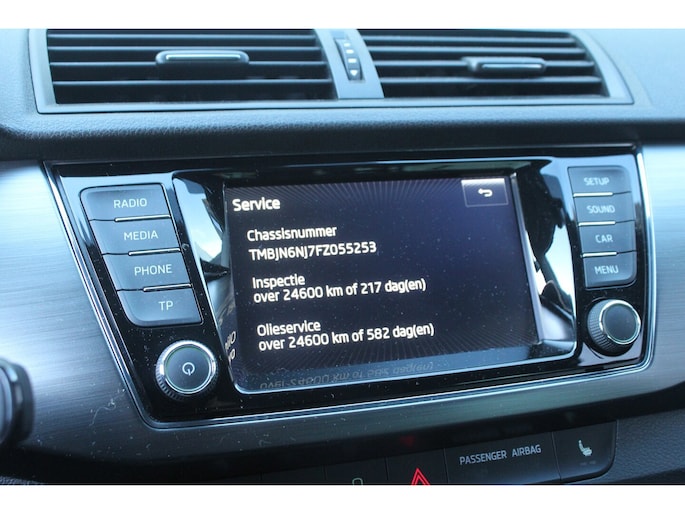 RADIO
MEDIA
PHONE
TP
Service
Chassisnummer
TMBJN6NJ7FZ055253
Inspectie
over 24600 km of 217 dag(en)
Olieservice
over 24600 km of 582 dag(en)
SETUP
SOUND
CAR
MENU
PASSENGER AIRBAG